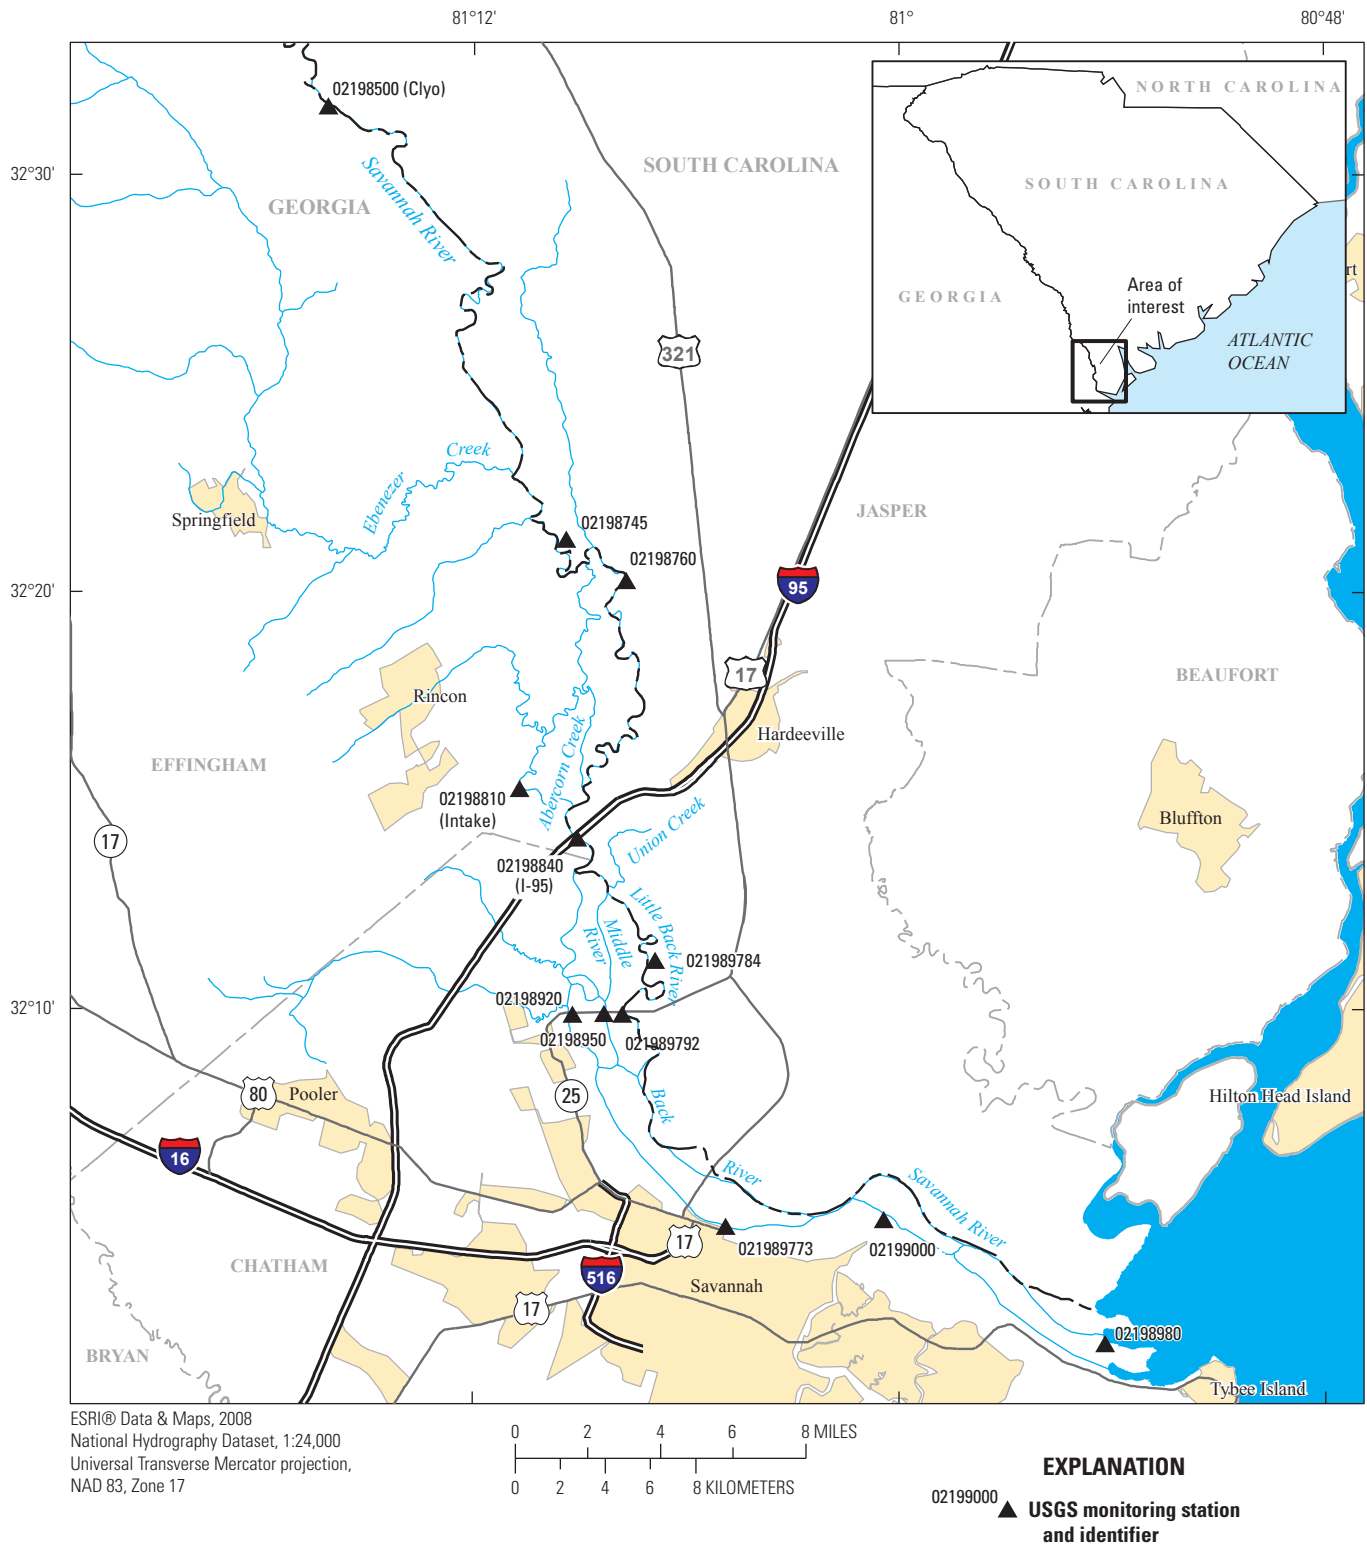 81°12'
81°
80°48'
02198500 (Clyo)
NORTH CAROLINA
32°30'
SOUTH CAROLINA
SOUTH CAROLINA
GEORGIA
Savannah River
rt
Area of
interest
GEORGIA
ATLANTIC
OCEAN
321
Creek
Ebenezer
Springfield
02198745
JASPER
02198760
95
32°20'
17
BEAUFORT
Rincon
Hardeeville
EFFINGHAM
Abercorn Creek
02198810
(Intake)
Bluffton
Union Creek
17
02198840
(I-95)
Little Back River
Middle
River
021989784
32°10'
02198920
02198950
021989792
80
Pooler
25
Back
Hilton Head Island
16
River
Savannah River
17
021989773
02199000
CHATHAM
516
Savannah
17
02198980
BRYAN
Tybee Island
ESRI® Data & Maps, 2008
National Hydrography Dataset, 1:24,000
Universal Transverse Mercator projection,
NAD 83, Zone 17
0 2 4 6 8 MILES
0 2 4 6 8 KILOMETERS
EXPLANATION
02199000
USGS monitoring station
and identifier